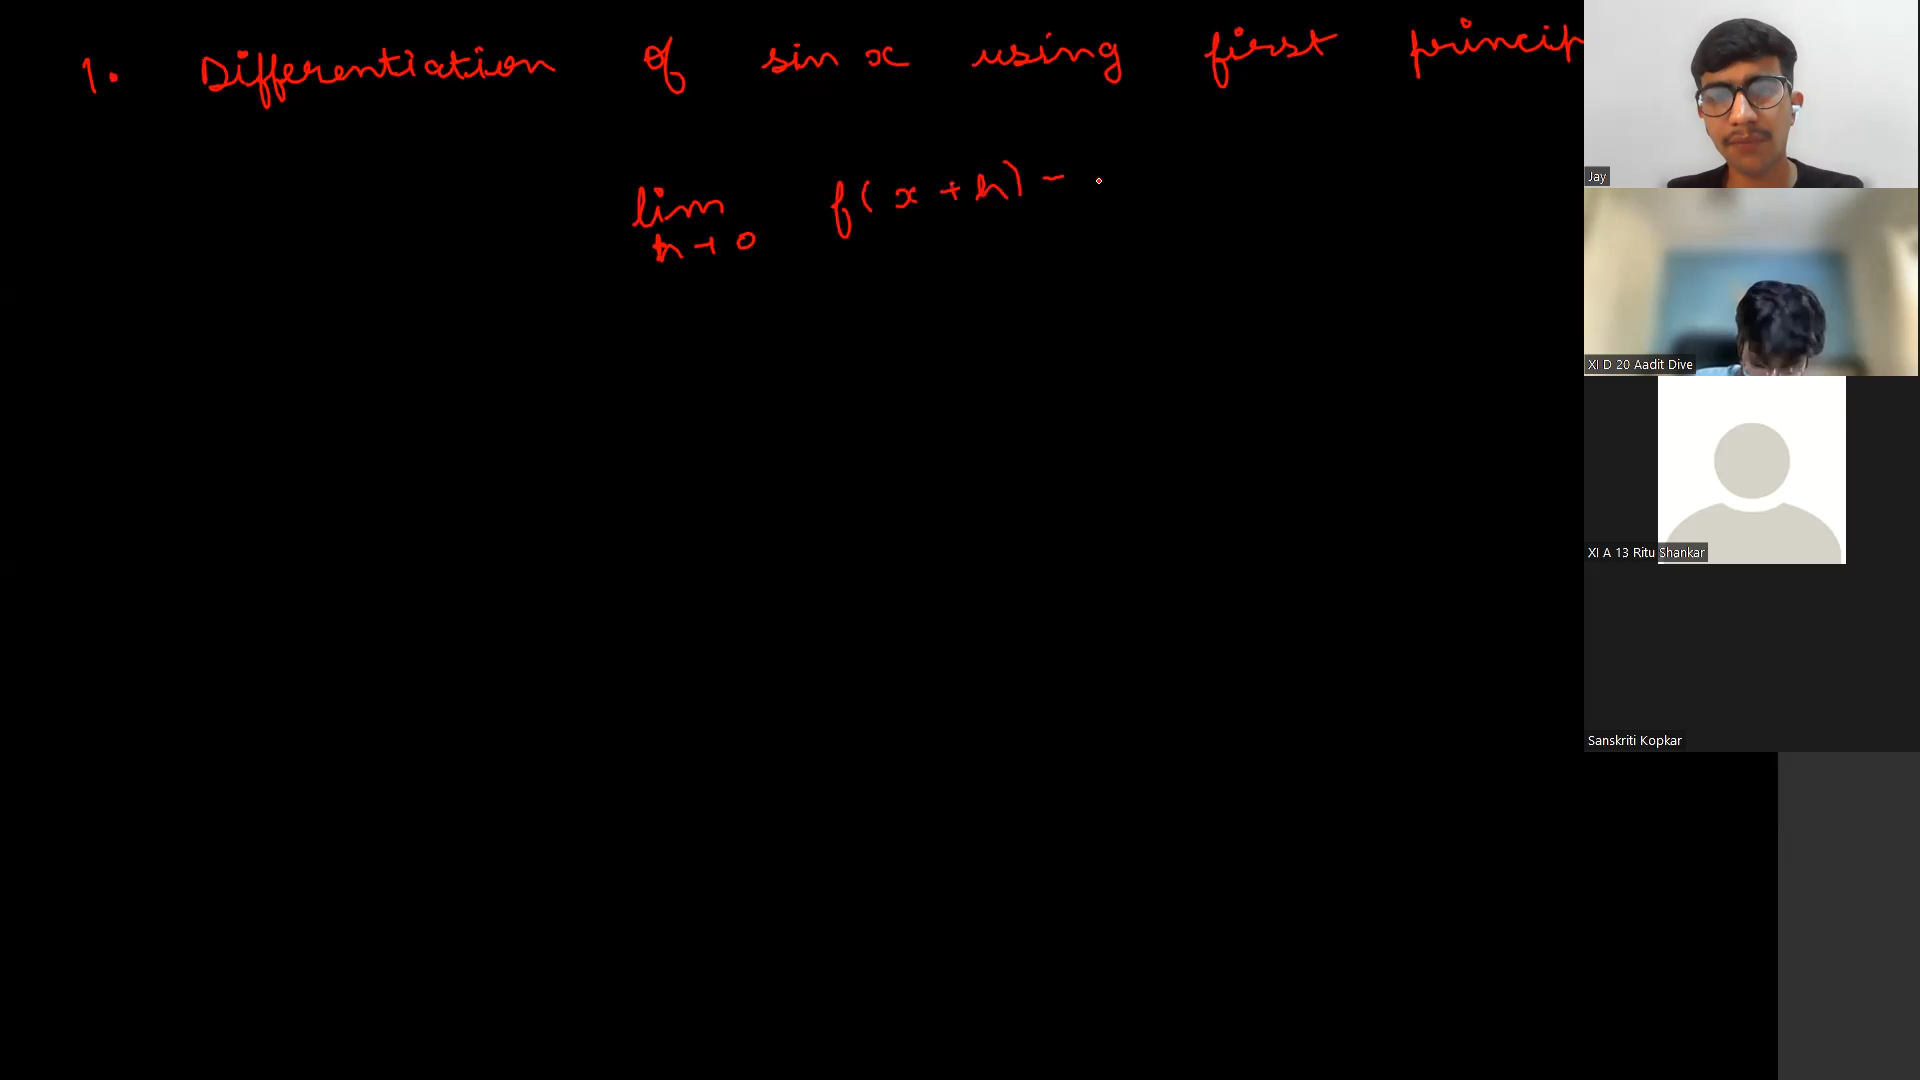 1. Differentiation of sin x using first princip
lim f(x+h) -
h→0
Jay
XI D 20 Aadit Dive
XI A 13 Ritu Shankar
Sanskriti Kopkar